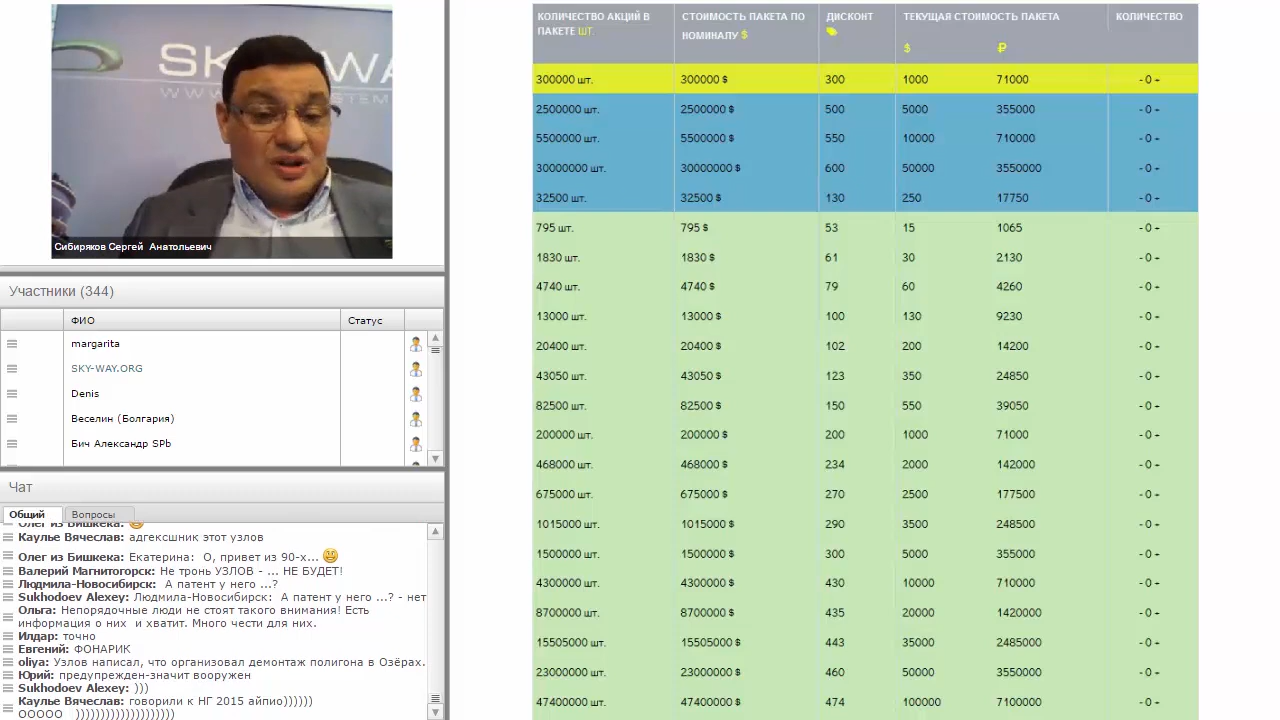 SK WAY
Сибиряков Сергей Анатольевич
Участники (344)
ФИО Статус
margarita
SKY-WAY.ORG
Denis
Веселин (Болгария)
Бич Александр SPb
Чат
Общий Вопросы
Олег из Бишкека:
Каулье Вячеслав: адгексшник этот узлов
Олег из Бишкека: Екатерина: О, привет из 90-х...
Валерий Магнитогорск: Не тронь УЗЛОВ - ... НЕ БУДЕТ!
Людмила-Новосибирск: А патент у него ...?
Sukhodoev Alexey: Людмила-Новосибирск: А патент у него ...? - нет
Ольга: Непорядочные люди не стоят такого внимания! Есть
информация о них и хватит. Много чести для них.
Илдар: точно
Евгений: ФОНАРИК
oliya: Узлов написал, что организовал демонтаж полигона в Озёрах.
Юрий: предупрежден-значит вооружен
Sukhodoev Alexey: )))
Каулье Вячеслав: говорили к НГ 2015 айпио))))))
ООООО ))))))))))))))))))))
КОЛИЧЕСТВО АКЦИЙ В СТОИМОСТЬ ПАКЕТА ПО ДИСКОНТ ТЕКУЩАЯ СТОИМОСТЬ ПАКЕТА КОЛИЧЕСТВО
ПАКЕТЕ ШТ. НОМИНАЛУ $
$ ₽
300000 шт. 300000 $ 300 1000 71000 - 0 +
2500000 шт. 2500000 $ 500 5000 355000 - 0 +
5500000 шт. 5500000 $ 550 10000 710000 - 0 +
30000000 шт. 30000000 $ 600 50000 3550000 - 0 +
32500 шт. 32500 $ 130 250 17750 - 0 +
795 шт. 795 $ 53 15 1065 - 0 +
1830 шт. 1830 $ 61 30 2130 - 0 +
4740 шт. 4740 $ 79 60 4260 - 0 +
13000 шт. 13000 $ 100 130 9230 - 0 +
20400 шт. 20400 $ 102 200 14200 - 0 +
43050 шт. 43050 $ 123 350 24850 - 0 +
82500 шт. 82500 $ 150 550 39050 - 0 +
200000 шт. 200000 $ 200 1000 71000 - 0 +
468000 шт. 468000 $ 234 2000 142000 - 0 +
675000 шт. 675000 $ 270 2500 177500 - 0 +
1015000 шт. 1015000 $ 290 3500 248500 - 0 +
1500000 шт. 1500000 $ 300 5000 355000 - 0 +
4300000 шт. 4300000 $ 430 10000 710000 - 0 +
8700000 шт. 8700000 $ 435 20000 1420000 - 0 +
15505000 шт. 15505000 $ 443 35000 2485000 - 0 +
23000000 шт. 23000000 $ 460 50000 3550000 - 0 +
47400000 шт. 47400000 $ 474 100000 7100000 - 0 +